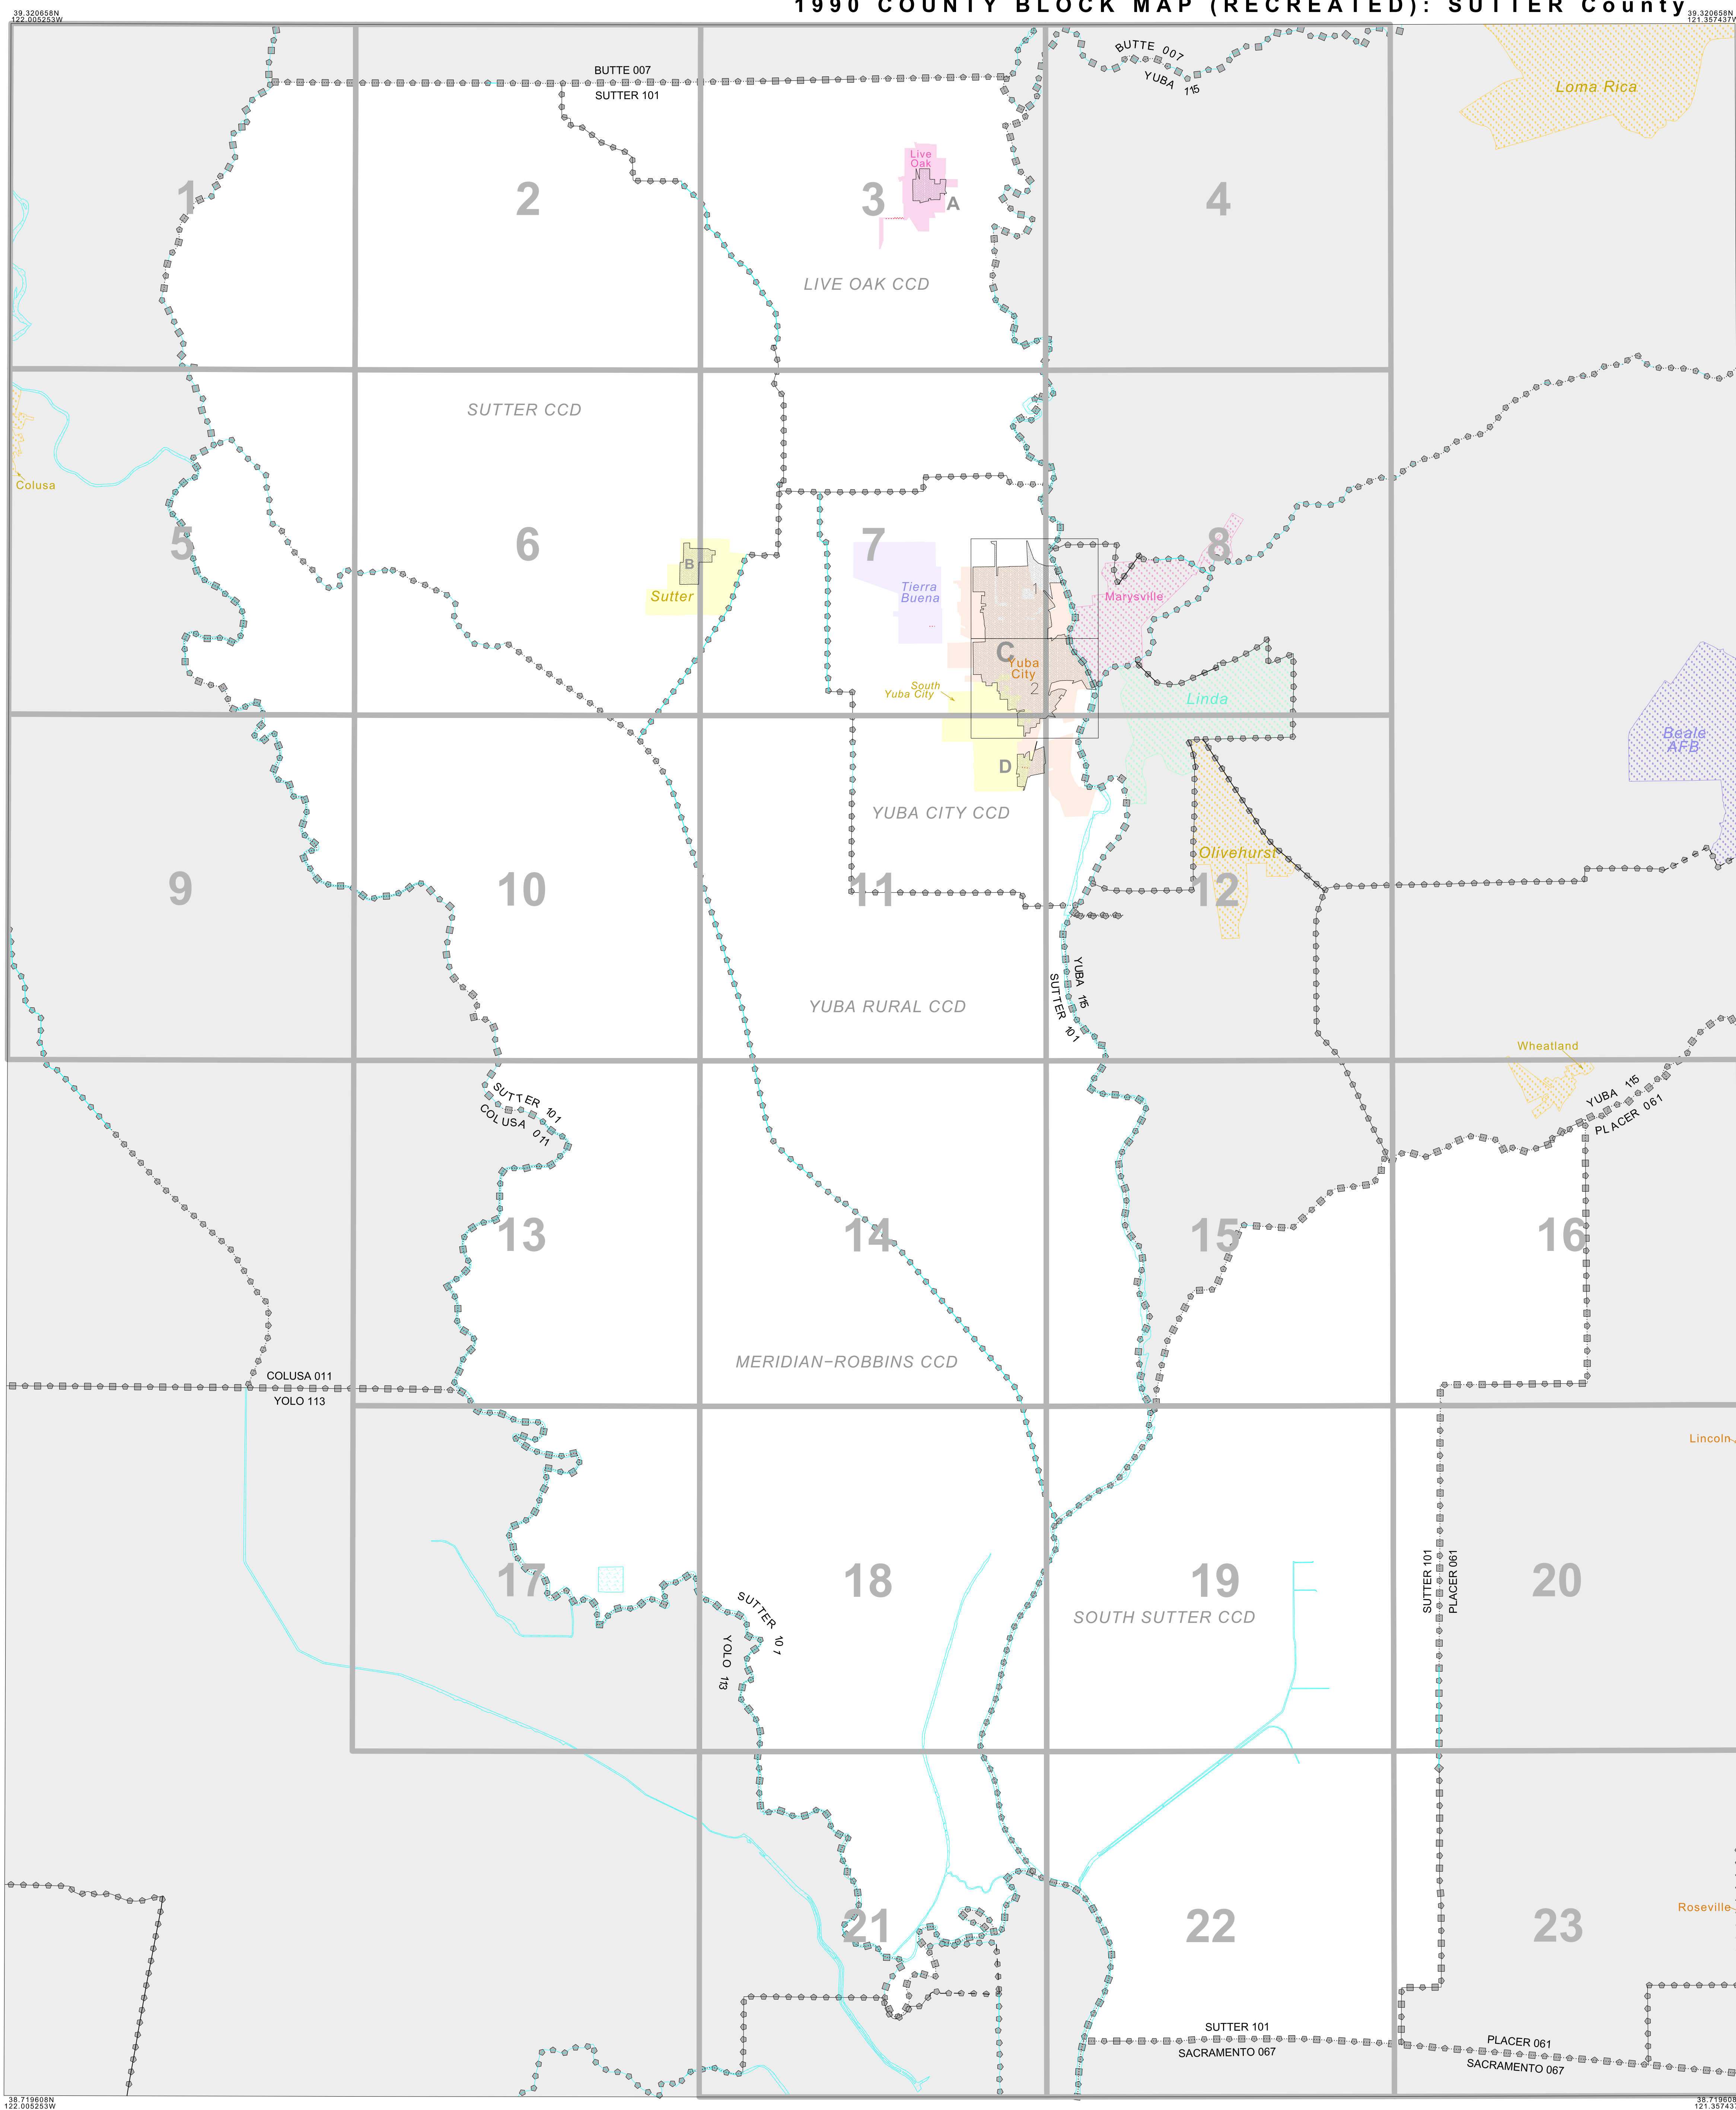 1990 COUNTY BLOCK MAP (RECREATED): SUTTER County
39.320658N
122.005253W
39.320658N
121.357437W
BUTTE 007
SUTTER 101
BUTTE 007
YUBA 115
Loma Rica
Live
Oak
1
2
3
A
4
LIVE OAK CCD
SUTTER CCD
Colusa
5
6
7
8
B
Sutter
Tierra
Buena
1
Marysville
C
Yuba
City
2
South
Yuba City
Linda
Beale
AFB
D
YUBA CITY CCD
Olivehurst
9
10
11
12
YUBA 115
SUTTER 101
YUBA RURAL CCD
Wheatland
SUTTER 101
COLUSA 011
YUBA 115
PLACER 061
13
14
15
16
MERIDIAN-ROBBINS CCD
COLUSA 011
YOLO 113
Lincoln
17
18
19
20
SUTTER 101
PLACER 061
SUTTER 101
YOLO 113
SOUTH SUTTER CCD
Roseville
21
22
23
SUTTER 101
SACRAMENTO 067
PLACER 061
SACRAMENTO 067
38.719608N
122.005253W
38.719608
121.35743